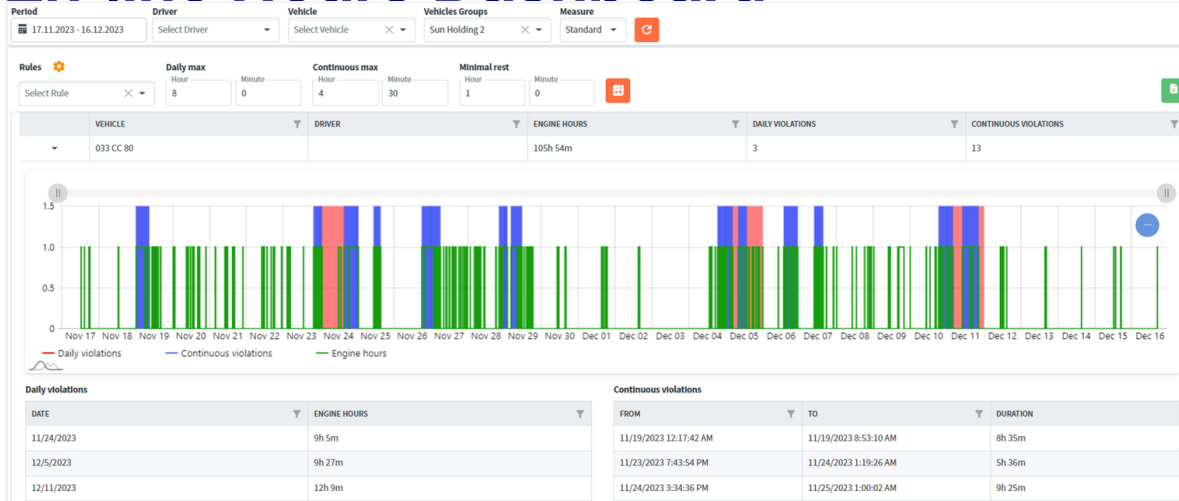 Period Driver Vehicle Vehicles Groups Measure
17.11.2023 - 16.12.2023 Select Driver Select Vehicle Sun Holding 2 Standard
Rules Daily max Continuous max Minimal rest
Hour Minute Hour Minute Hour Minute
Select Rule 8 0 4 30 1 0
VEHICLE DRIVER ENGINE HOURS DAILY VIOLATIONS CONTINUOUS VIOLATIONS
033 CC 80 105h 54m 3 13
1.5
1.0
0.5
0
Nov 17 Nov 18 Nov 19 Nov 20 Nov 21 Nov 22 Nov 23 Nov 24 Nov 25 Nov 26 Nov 27 Nov 28 Nov 29 Nov 30 Dec 01 Dec 02 Dec 03 Dec 04 Dec 05 Dec 06 Dec 07 Dec 08 Dec 09 Dec 10 Dec 11 Dec 12 Dec 13 Dec 14 Dec 15 Dec 16
Daily violations Continuous violations Engine hours
Daily violations Continuous violations
DATE ENGINE HOURS FROM TO DURATION
11/24/2023 9h 5m 11/19/2023 12:17:42 AM 11/19/2023 8:53:10 AM 8h 35m
12/5/2023 9h 27m 11/23/2023 7:43:54 PM 11/24/2023 1:19:26 AM 5h 36m
12/11/2023 12h 9m 11/24/2023 3:34:36 PM 11/25/2023 1:00:02 AM 9h 25m